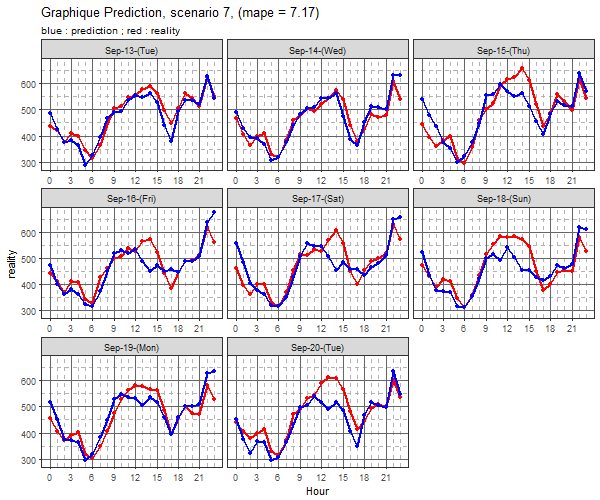 Graphique Prediction, scenario 7, (mape = 7.17)
blue : prediction ; red : reality
Sep-13-(Tue) Sep-14-(Wed) Sep-15-(Thu)
600
500
400
300
0 3 6 9 12 15 18 21 0 3 6 9 12 15 18 21 0 3 6 9 12 15 18 21
Sep-16-(Fri) Sep-17-(Sat) Sep-18-(Sun)
600
500
400
300
reality
0 3 6 9 12 15 18 21 0 3 6 9 12 15 18 21 0 3 6 9 12 15 18 21
Sep-19-(Mon) Sep-20-(Tue)
600
500
400
300
0 3 6 9 12 15 18 21 0 3 6 9 12 15 18 21
Hour